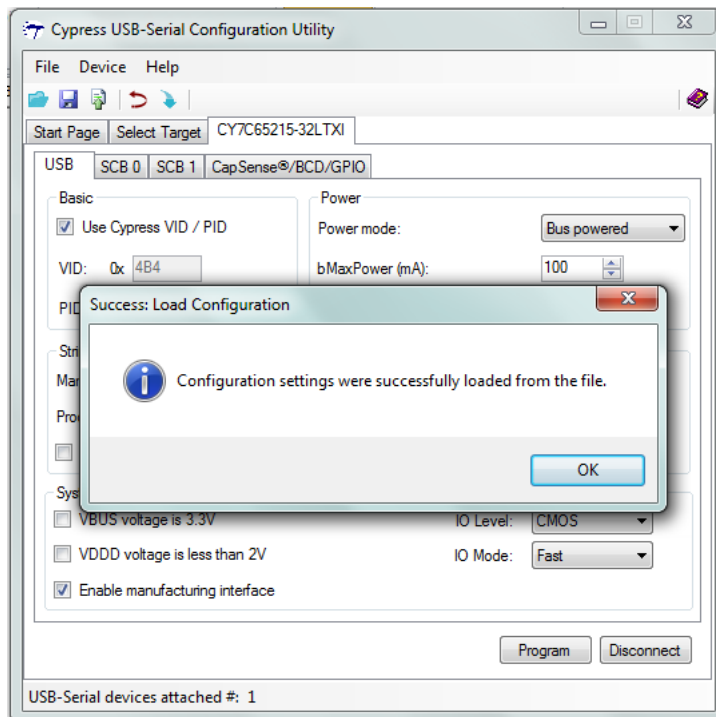 Cypress USB-Serial Configuration Utility
File Device Help
Start Page Select Target CY7C65215-32LTXI
USB SCB 0 SCB 1 CapSense®/BCD/GPIO
Basic Power
Use Cypress VID / PID Power mode: Bus powered
VID: 0x 4B4 bMaxPower (mA): 100
Success: Load Configuration
Configuration settings were successfully loaded from the file.
OK
VBUS voltage is 3.3V IO Level: CMOS
VDDD voltage is less than 2V IO Mode: Fast
Enable manufacturing interface
Program Disconnect
USB-Serial devices attached #: 1